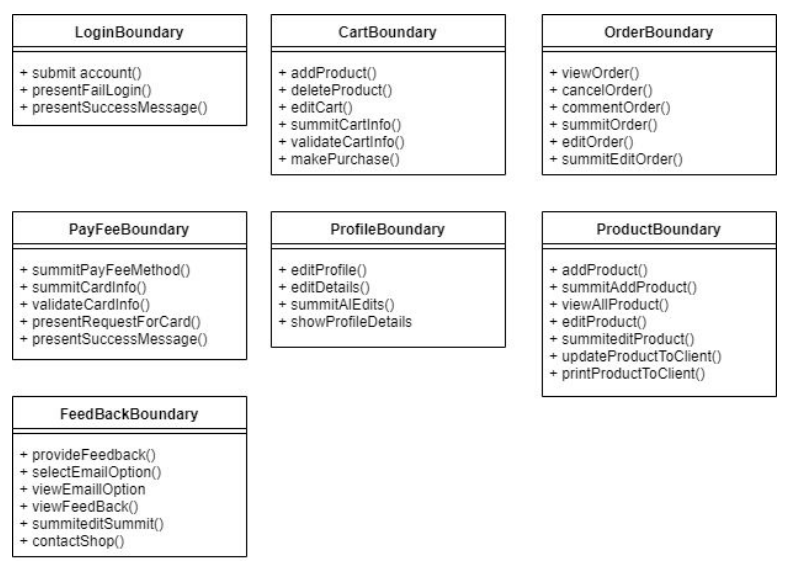 LoginBoundary
+ submit account()
+ presentFailLogin()
+ presentSuccessMessage()
CartBoundary
+ addProduct()
+ deleteProduct()
+ editCart()
+ summitCartInfo()
+ validateCartInfo()
+ makePurchase()
OrderBoundary
+ viewOrder()
+ cancelOrder()
+ commentOrder()
+ summitOrder()
+ editOrder()
+ summitEditOrder()
PayFeeBoundary
+ summitPayFeeMethod()
+ summitCardInfo()
+ validateCardInfo()
+ presentRequestForCard()
+ presentSuccessMessage()
ProfileBoundary
+ editProfile()
+ editDetails()
+ summitAlEdits()
+ showProfileDetails
ProductBoundary
+ addProduct()
+ summitAddProduct()
+ viewAllProduct()
+ editProduct()
+ summiteditProduct()
+ updateProductToClient()
+ printProductToClient()
FeedBackBoundary
+ provideFeedback()
+ selectEmailOption()
+ viewEmaillOption
+ viewFeedBack()
+ summiteditSummit()
+ contactShop()